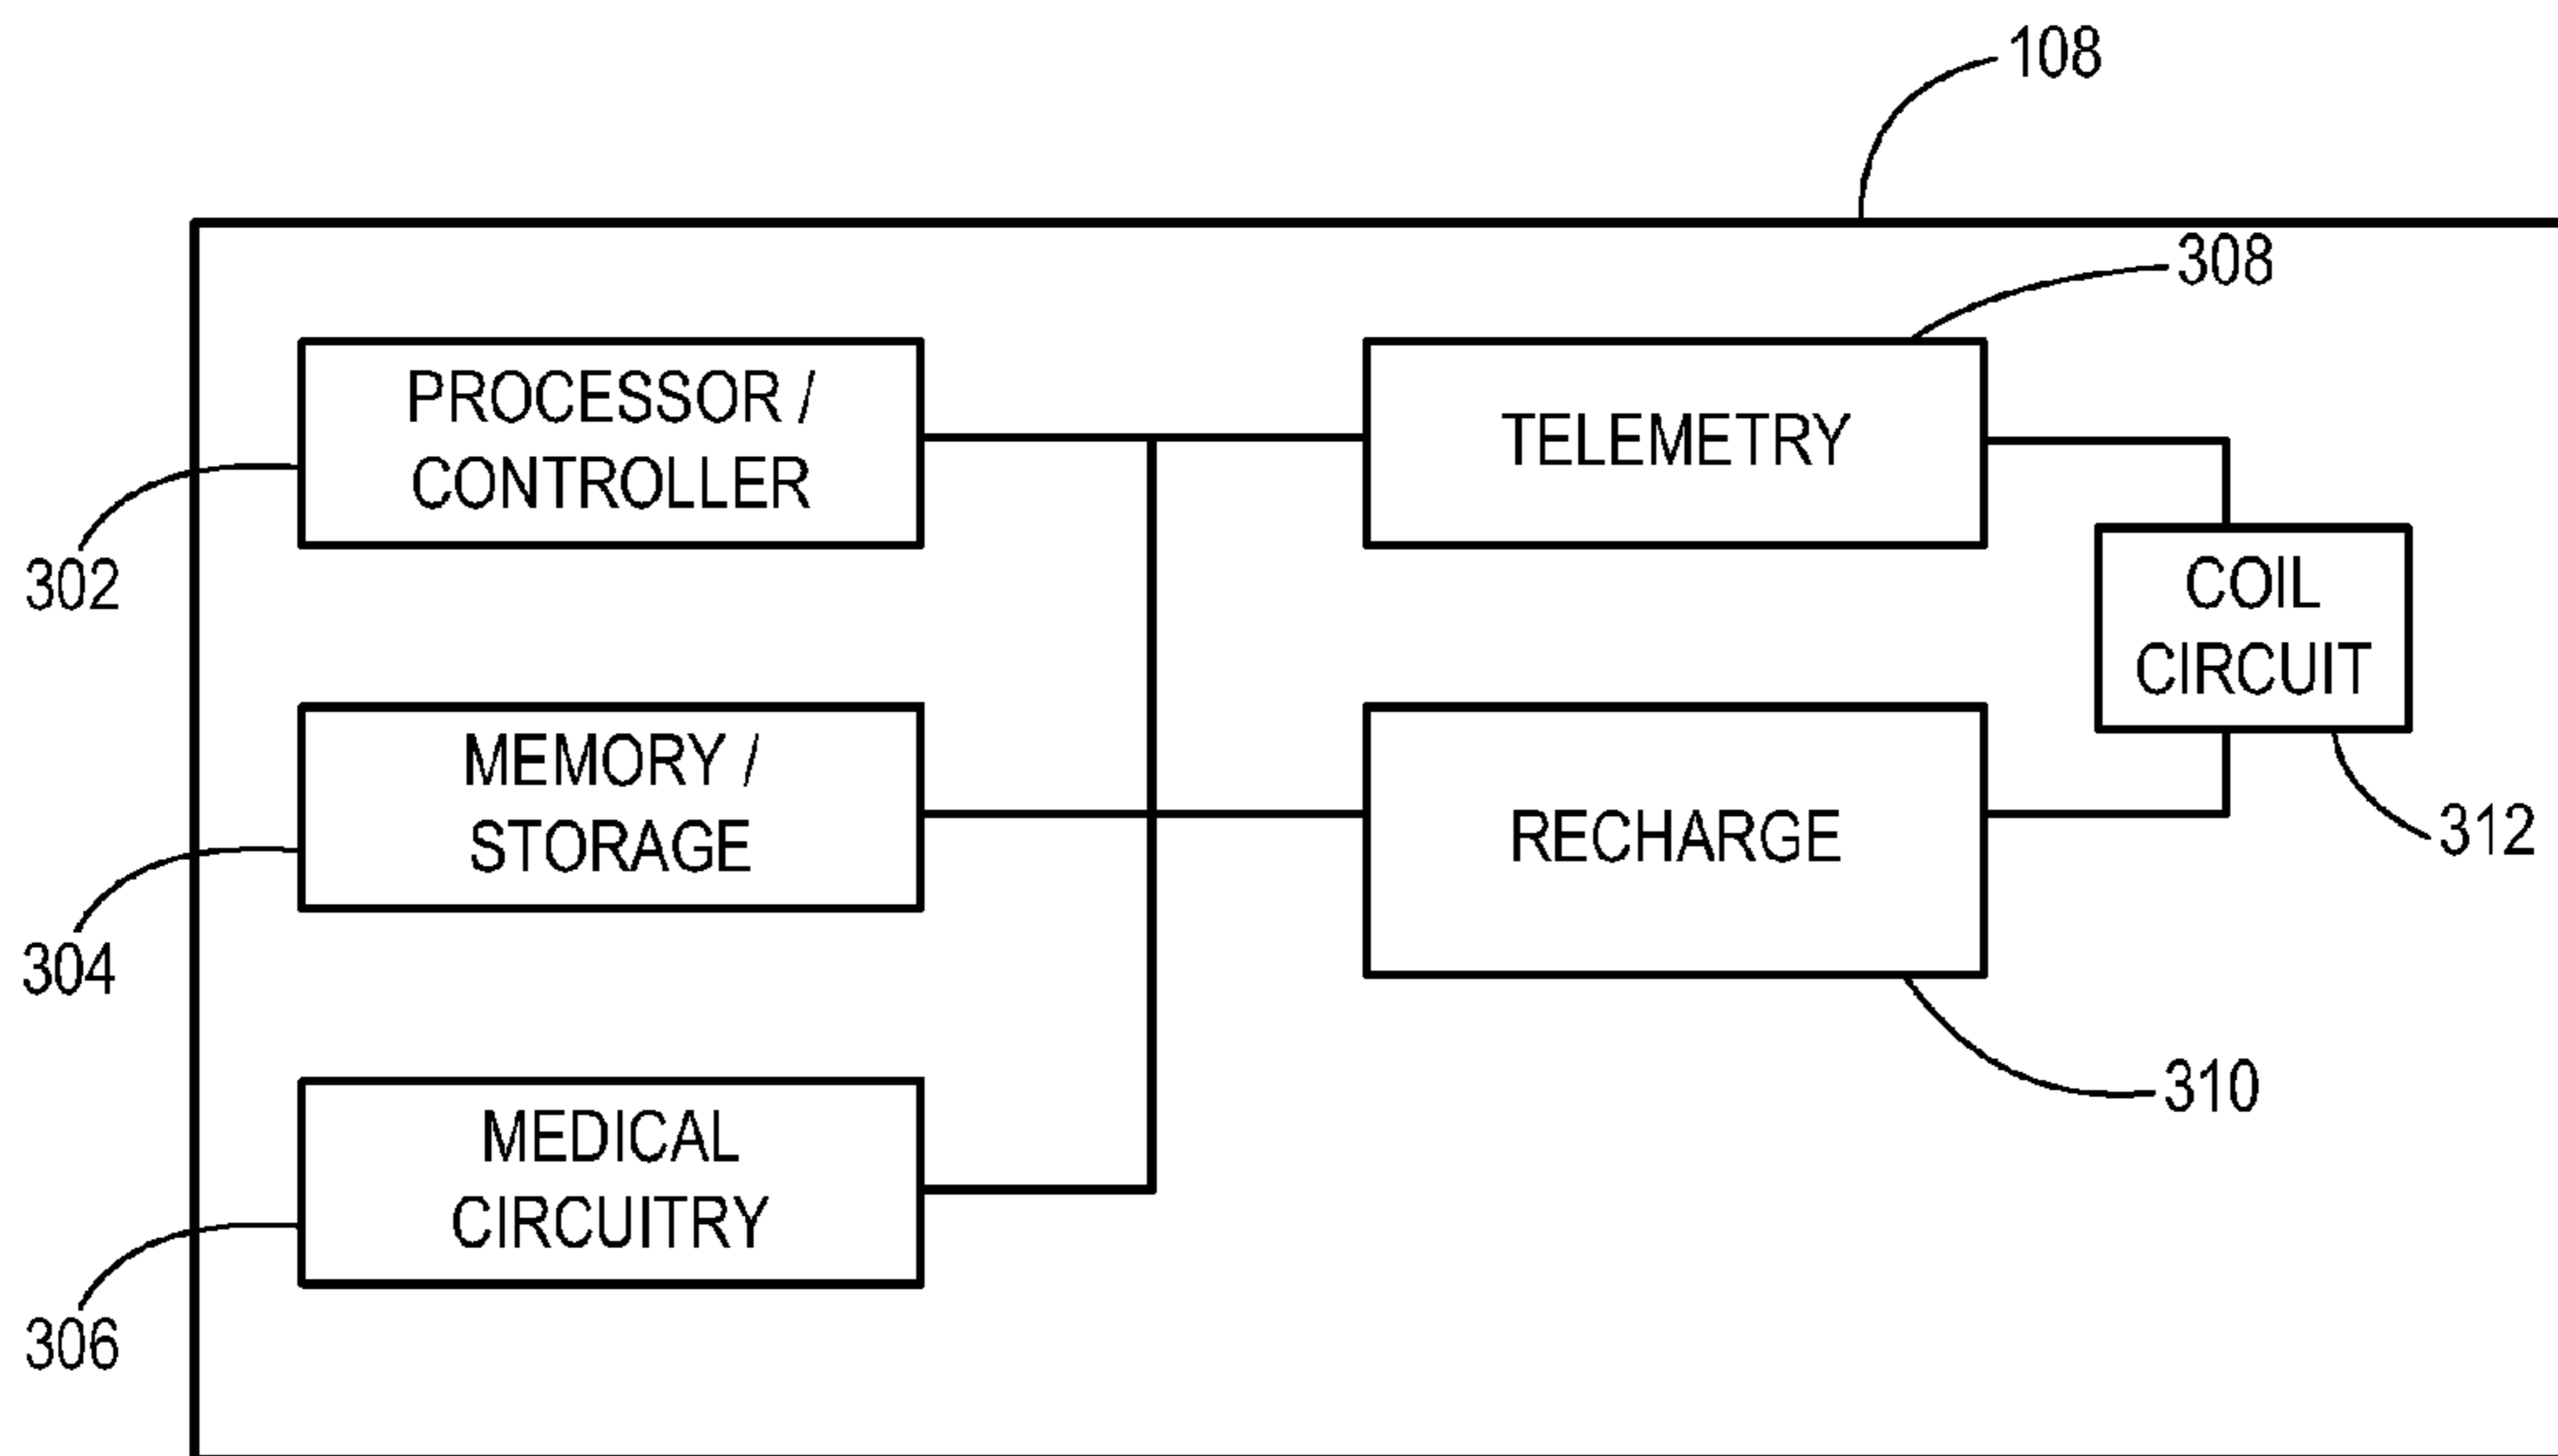 108
308
PROCESSOR /
CONTROLLER
TELEMETRY
302
COIL
CIRCUIT
MEMORY /
STORAGE
RECHARGE
312
304
310
MEDICAL
CIRCUITRY
306